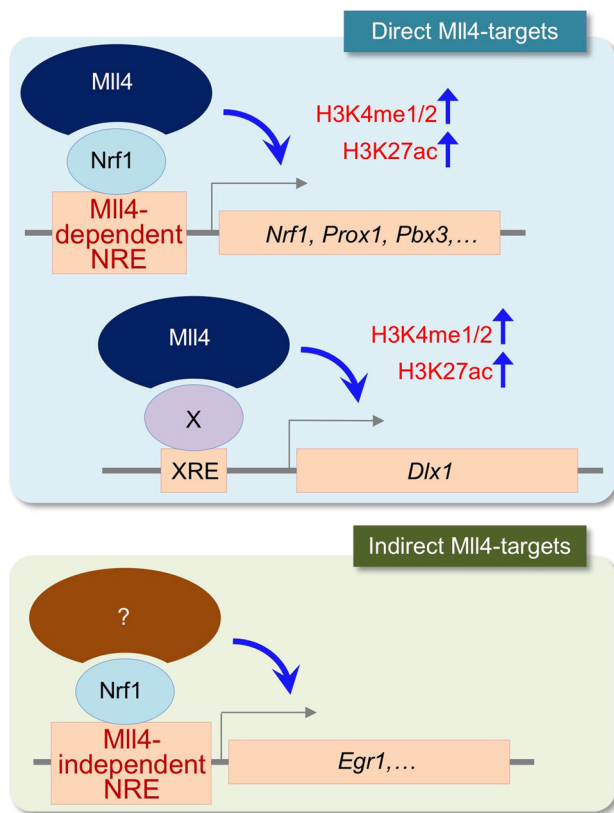 Direct Mll4-targets
Mll4
H3K4me1/2
H3K27ac
Nrf1
Mll4-
dependent
NRE
Nrf1, Prox1, Pbx3,...
Mll4
H3K4me1/2
H3K27ac
X
XRE
Dlx1
Indirect Mll4-targets
?
Nrf1
Mll4-
independent
NRE
Egr1,...